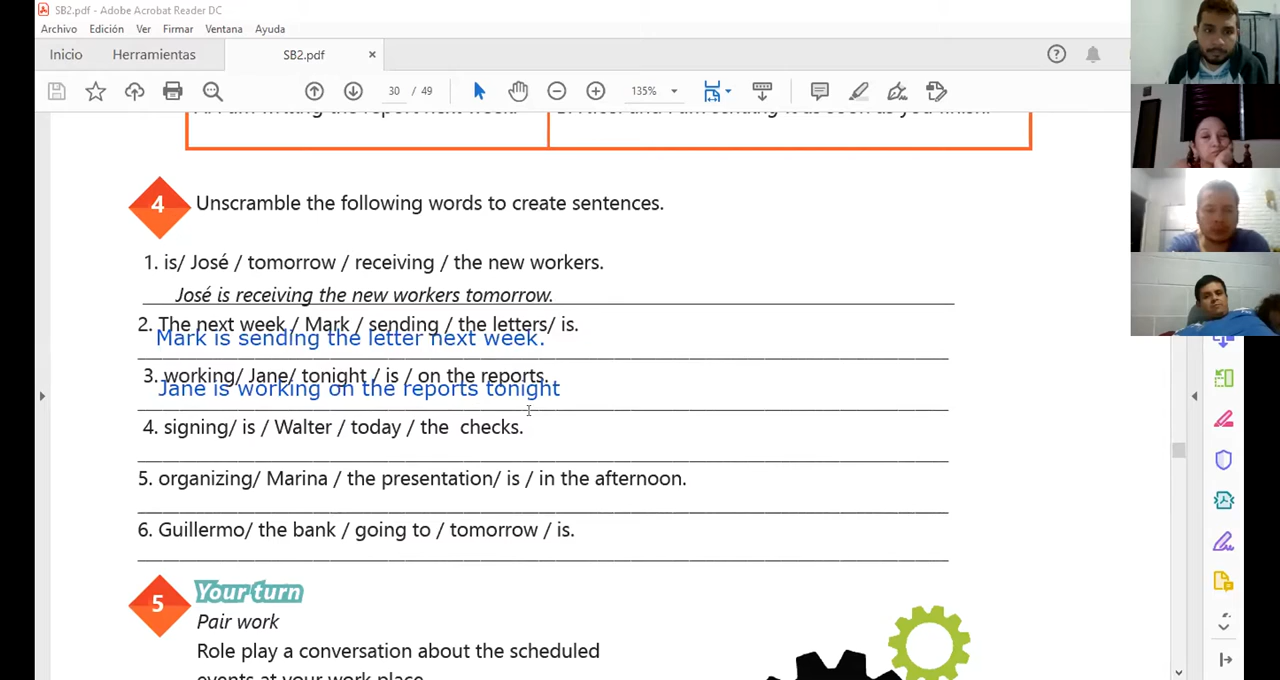 SB2.pdf - Adobe Acrobat Reader DC
Archivo Edición Ver Firmar Ventana Ayuda
Inicio Herramientas SB2.pdf ×
30 / 49 135%
4 Unscramble the following words to create sentences.
1. is/ José / tomorrow / receiving / the new workers.
José is receiving the new workers tomorrow.
2. The next week / Mark / sending / the letters/ is.
Mark is sending the letter next week.
3. working/ Jane/ tonight / is / on the reports.
Jane is working on the reports tonight
4. signing/ is / Walter / today / the checks.
5. organizing/ Marina / the presentation/ is / in the afternoon.
6. Guillermo/ the bank / going to / tomorrow / is.
5 Your turn
Pair work
Role play a conversation about the scheduled
events at your work place